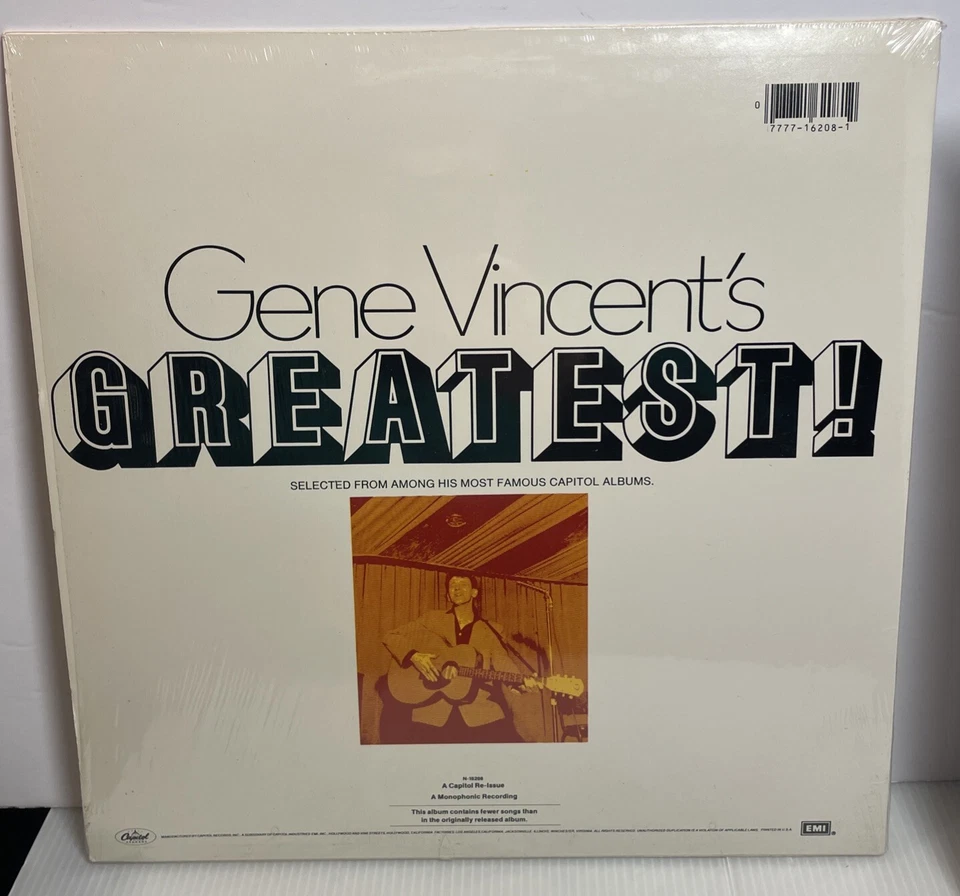 0
7777-16208-1
Gene Vincent's
GREATEST!
SELECTED FROM AMONG HIS MOST FAMOUS CAPITOL ALBUMS.
N-16208
A Capitol Re-Issue
A Monophonic Recording
This album contains fewer songs than
in the originally released album.
Capitol
EMI